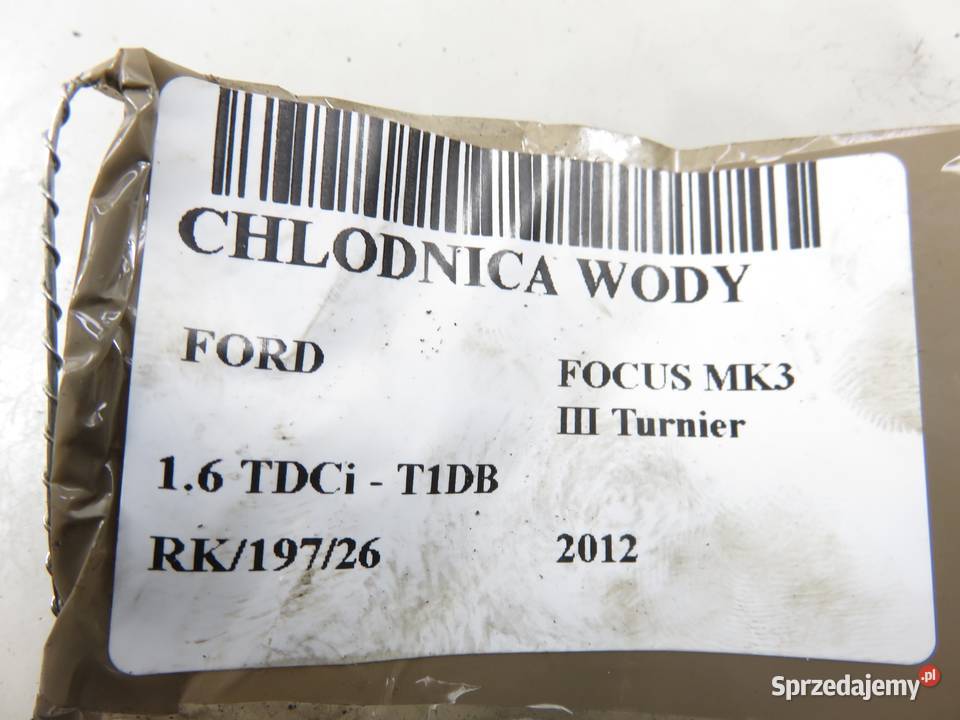 CHLODNICA WODY
FORD
FOCUS MK3
III Turnier
1.6 TDCi - T1DB
RK/197/26
2012
Sprzedajemy.pl